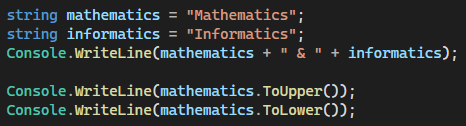 string mathematics = "Mathematics";
string informatics = "Informatics";
Console.WriteLine(mathematics + " & " + informatics);
Console.WriteLine(mathematics.ToUpper());
Console.WriteLine(mathematics.ToLower());